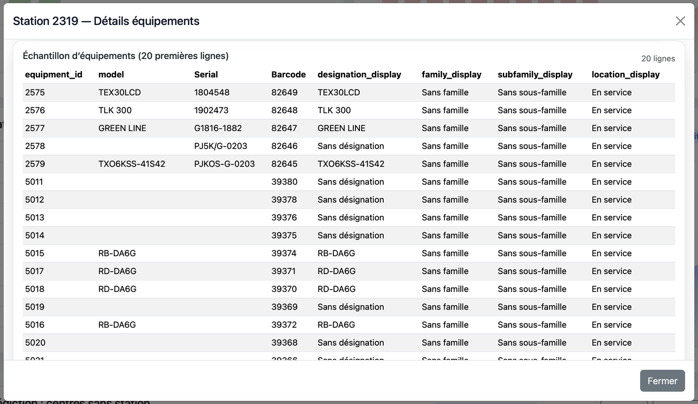 Station 2319 — Détails équipements
Échantillon d'équipements (20 premières lignes)
20 lignes
equipment_id model Serial Barcode designation_display family_display subfamily_display location_display
2575 TEX30LCD 1804548 82649 TEX30LCD Sans famille Sans sous-famille En service
2576 TLK 300 1902473 82648 TLK 300 Sans famille Sans sous-famille En service
2577 GREEN LINE G1816-1882 82647 GREEN LINE Sans famille Sans sous-famille En service
2578 PJ5K/G-0203 82646 Sans désignation Sans famille Sans sous-famille En service
2579 TXO6KSS-41S42 PJKOS-G-0203 82645 TXO6KSS-41S42 Sans famille Sans sous-famille En service
5011 39380 Sans désignation Sans famille Sans sous-famille En service
5012 39378 Sans désignation Sans famille Sans sous-famille En service
5013 39376 Sans désignation Sans famille Sans sous-famille En service
5014 39375 Sans désignation Sans famille Sans sous-famille En service
5015 RB-DA6G 39374 RB-DA6G Sans famille Sans sous-famille En service
5017 RD-DA6G 39371 RD-DA6G Sans famille Sans sous-famille En service
5018 RD-DA6G 39370 RD-DA6G Sans famille Sans sous-famille En service
5019 39369 Sans désignation Sans famille Sans sous-famille En service
5016 RB-DA6G 39372 RB-DA6G Sans famille Sans sous-famille En service
5020 39368 Sans désignation Sans famille Sans sous-famille En service
5021 39366 Sans désignation Sans famille Sans sous-famille En service
Fermer
centres sans station